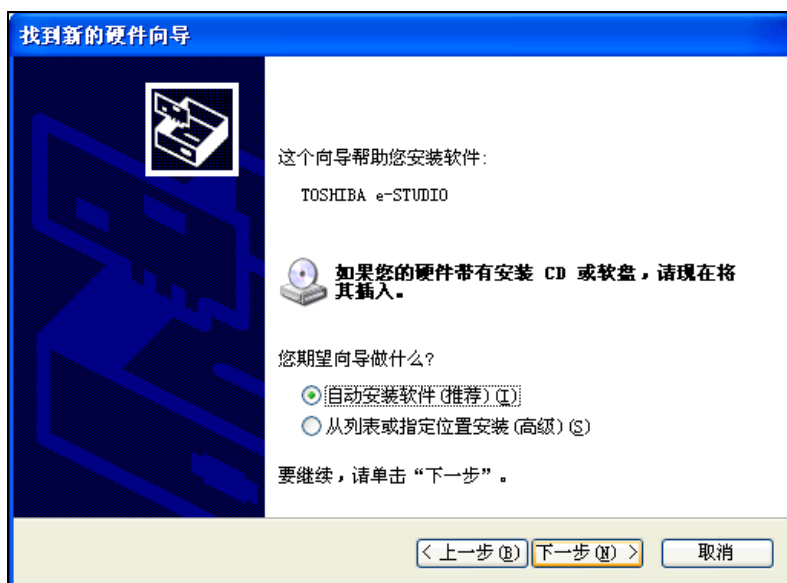 找到新的硬件向导
这个向导帮助您安装软件:
TOSHIBA e-STUDIO
如果您的硬件带有安装 CD 或软盘，请现在将
其插入。
您期望向导做什么?
自动安装软件(推荐)(I)
从列表或指定位置安装(高级)(S)
要继续，请单击“下一步”。
< 上一步(B) 下一步(N) > 取消